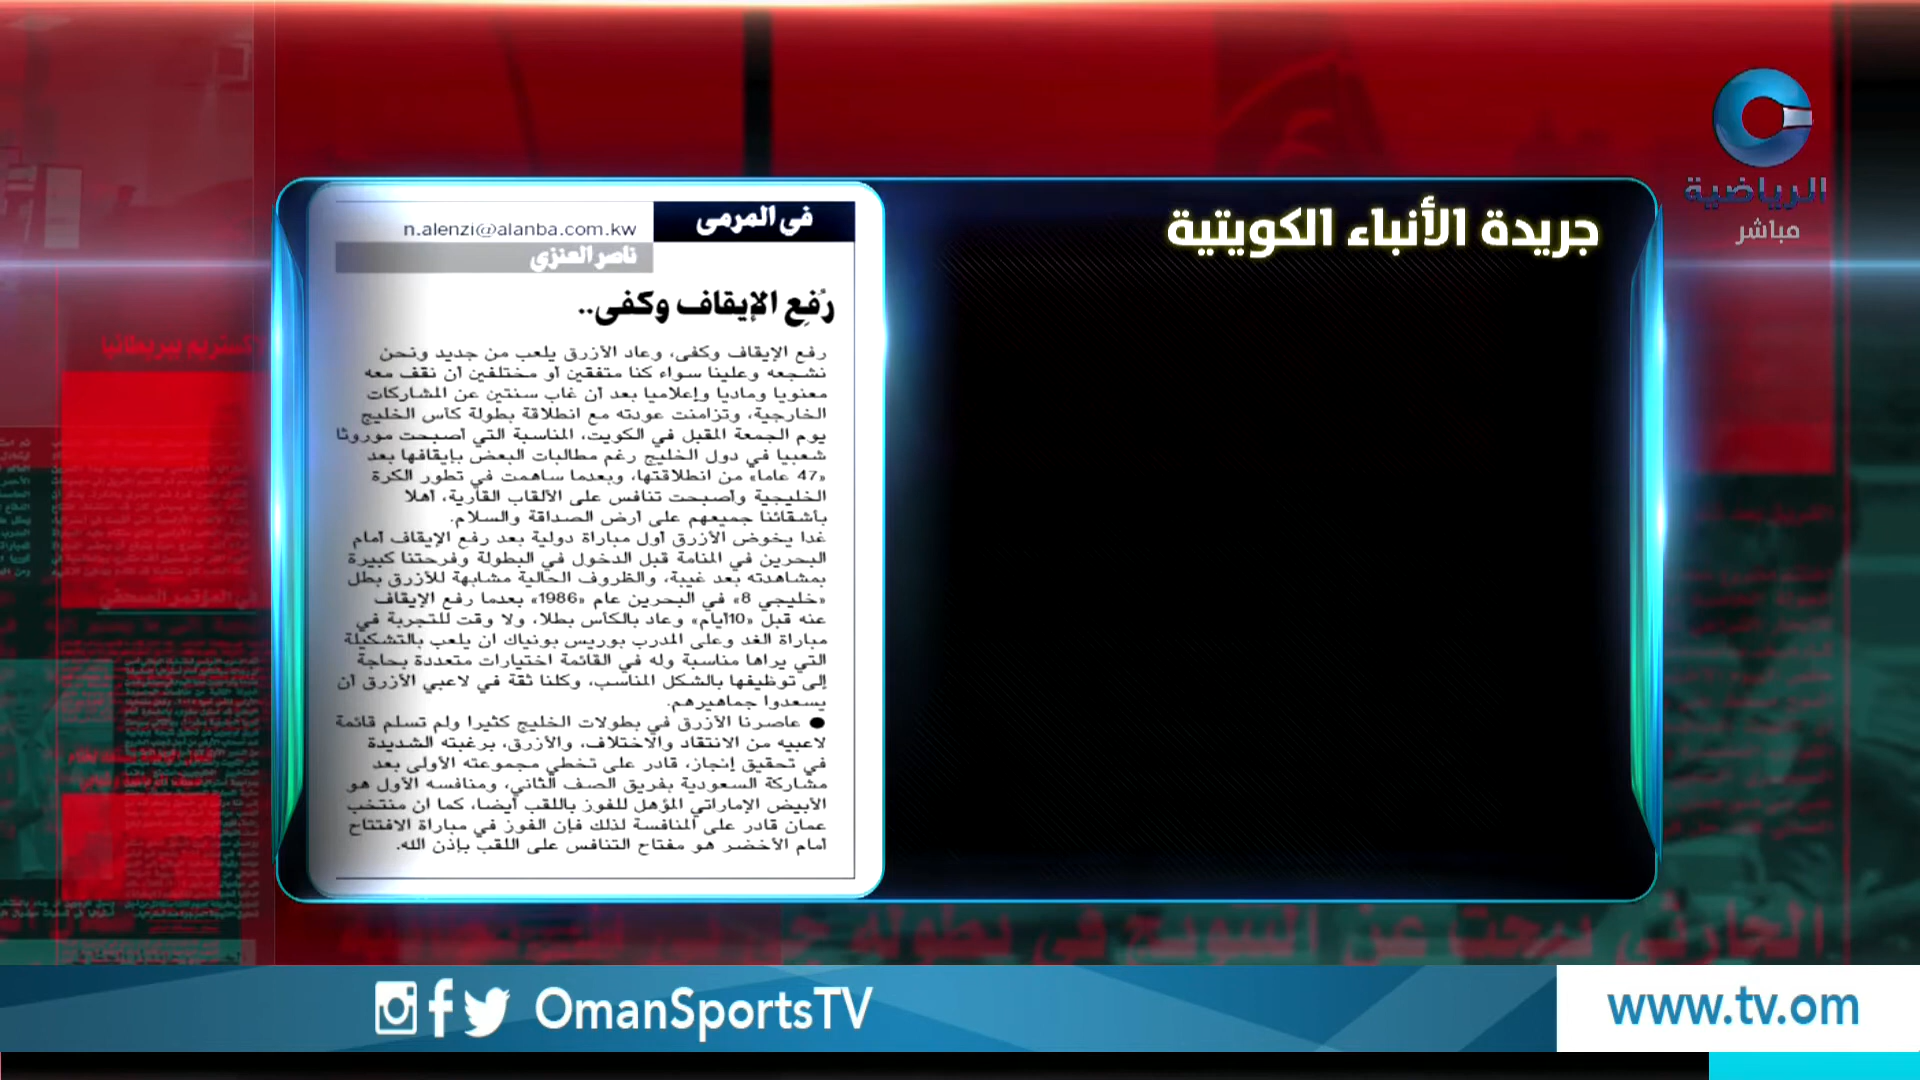 الرياضية
مباشر
جريدة الأنباء الكويتية
في المرمى
n.alenzi@alanba.com.kw
ناصر العنزي
رُفِع الإيقاف وكفى..
رفع الإيقاف وكفى، وعاد الأزرق يلعب من جديد ونحن
نشجعه وعلينا سواء كنا متفقين أو مختلفين أن نقف معه
معنويا وماديا وإعلاميا بعد أن غاب سنتين عن المشاركات
الخارجية، وتزامنت عودته مع انطلاقة بطولة كأس الخليج
يوم الجمعة المقبل في الكويت، المناسبة التي أصبحت موروثا
شعبيا في دول الخليج رغم مطالبات البعض بإيقافها بعد
«47 عاما» من انطلاقتها، وبعدما ساهمت في تطور الكرة
الخليجية وأصبحت تنافس على الألقاب القارية، أهلا
بأشقائنا جميعهم على أرض الصداقة والسلام.
غدا يخوض الأزرق أول مباراة دولية بعد رفع الإيقاف أمام
البحرين في المنامة قبل الدخول في البطولة وفرحتنا كبيرة
بمشاهدته بعد غيبة، والظروف الحالية مشابهة للأزرق بطل
«خليجي 8» في البحرين عام «1986» بعدما رفع الإيقاف
عنه قبل «10أيام» وعاد بالكأس بطلا، ولا وقت للتجربة في
مباراة الغد وعلى المدرب بوريس بونياك ان يلعب بالتشكيلة
التي يراها مناسبة وله في القائمة اختيارات متعددة بحاجة
إلى توظيفها بالشكل المناسب، وكلنا ثقة في لاعبي الأزرق أن
يسعدوا جماهيرهم.
● عاصرنا الأزرق في بطولات الخليج كثيرا ولم تسلم قائمة
لاعبيه من الانتقاد والاختلاف، والأزرق، برغبته الشديدة
في تحقيق إنجاز، قادر على تخطي مجموعته الأولى بعد
مشاركة السعودية بفريق الصف الثاني، ومنافسه الأول هو
الأبيض الإماراتي المؤهل للفوز باللقب أيضا، كما أن منتخب
عمان قادر على المنافسة لذلك فإن الفوز في مباراة الافتتاح
أمام الأخضر هو مفتاح التنافس على اللقب بإذن الله.
OmanSportsTV
www.tv.om